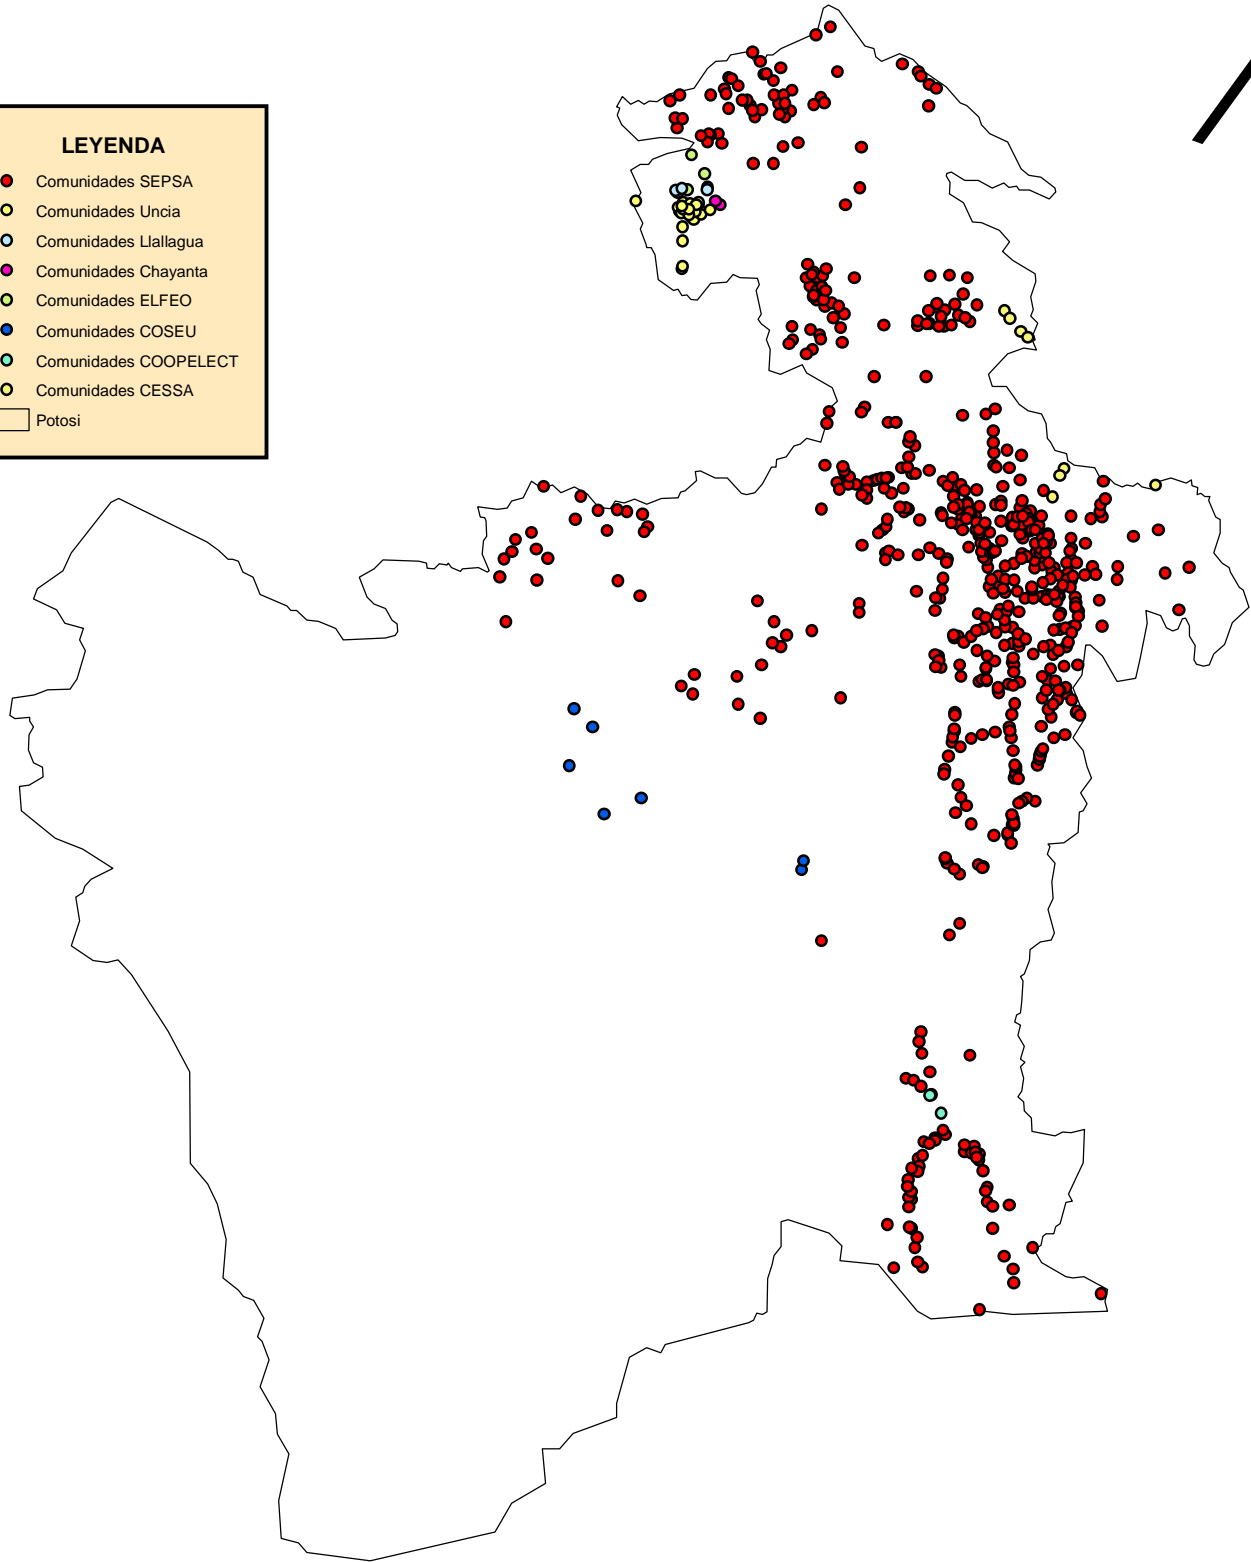 LEYENDA
Comunidades SEPSA
Comunidades Uncia
Comunidades Llallagua
Comunidades Chayanta
Comunidades ELFEO
Comunidades COSEU
Comunidades COOPELECT
Comunidades CESSA
Potosi